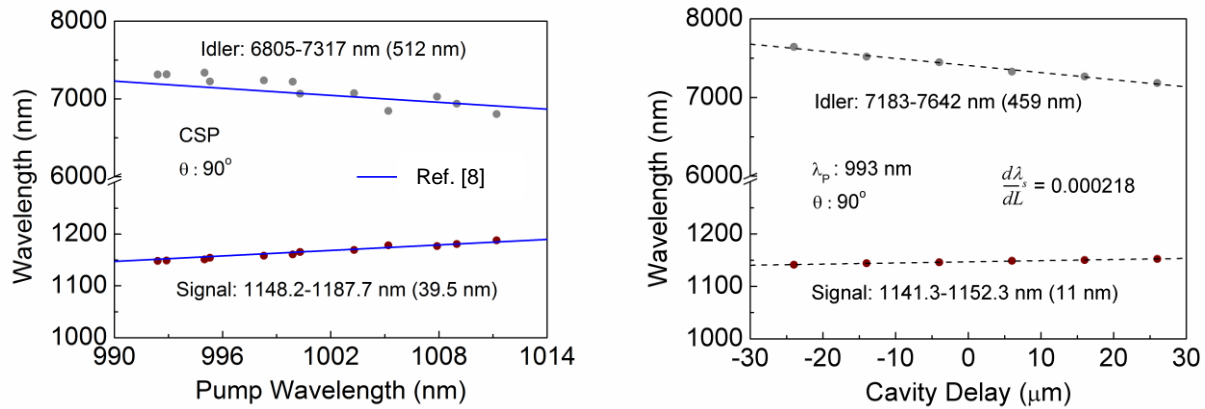 8000
Idler: 6805-7317 nm (512 nm)
7000
CSP
θ : 90°
6000
Ref. [8]
Wavelength (nm)
1200
1100
Signal: 1148.2-1187.7 nm (39.5 nm)
1000
990 996 1002 1008 1014
Pump Wavelength (nm)
8000
7000
Idler: 7183-7642 nm (459 nm)
6000
λP : 993 nm
θ : 90°
dλs/dL = 0.000218
Wavelength (nm)
1200
1100
Signal: 1141.3-1152.3 nm (11 nm)
1000
-30 -20 -10 0 10 20 30
Cavity Delay (μm)